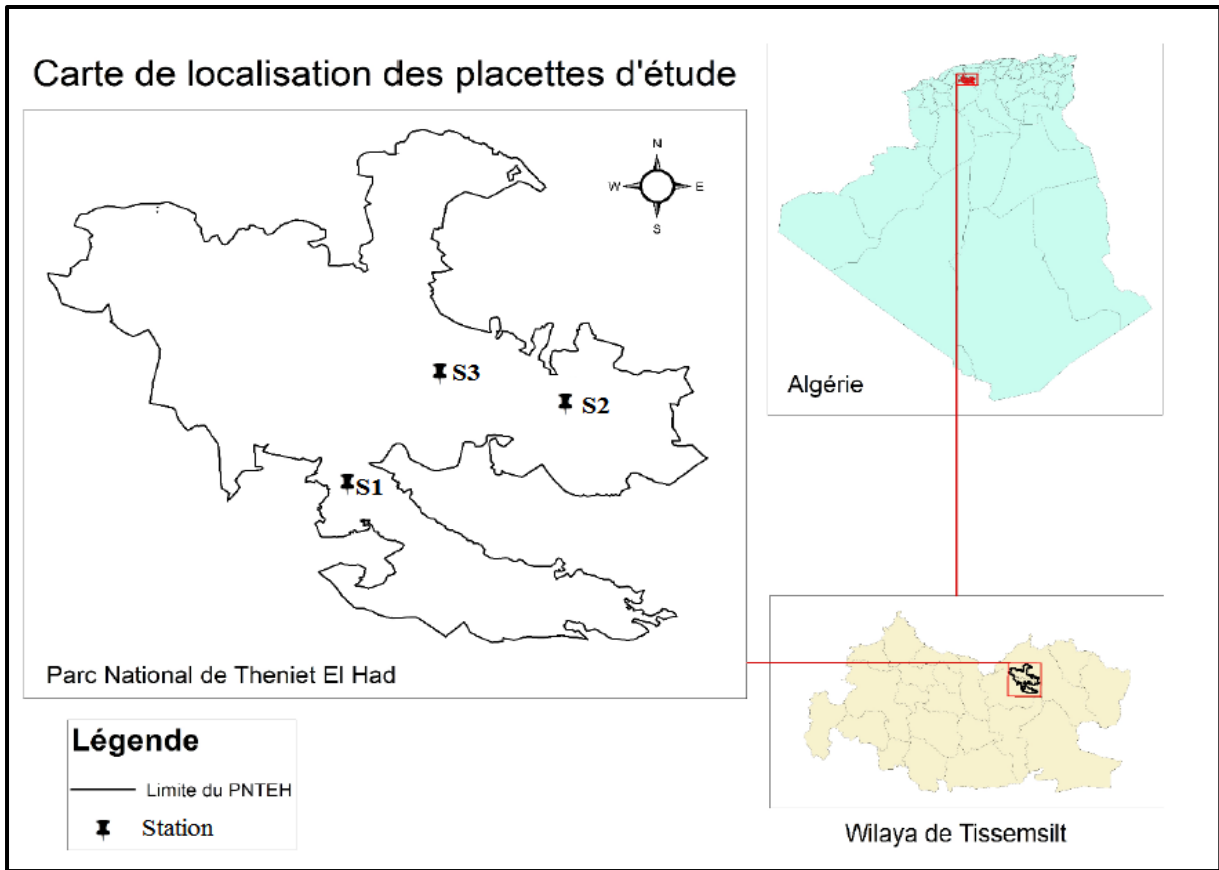 Carte de localisation des placettes d'étude
N
W
E
S
S3
S2
S1
Parc National de Theniet El Had
Algérie
Légende
Limite du PNTEH
Station
Wilaya de Tissemsilt